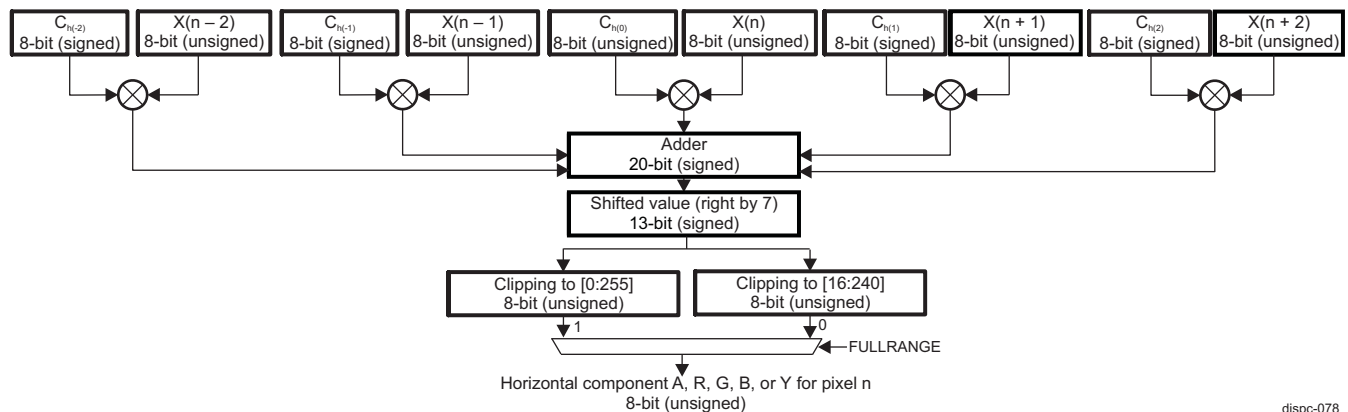 Ch(-2)
8-bit (signed)
X(n – 2)
8-bit (unsigned)
Ch(-1)
8-bit (signed)
X(n – 1)
8-bit (unsigned)
Ch(0)
8-bit (signed)
X(n)
8-bit (unsigned)
Ch(1)
8-bit (signed)
X(n + 1)
8-bit (unsigned)
Ch(2)
8-bit (signed)
X(n + 2)
8-bit (unsigned)
Adder
20-bit (signed)
Shifted value (right by 7)
13-bit (signed)
Clipping to [0:255]
8-bit (unsigned)
Clipping to [16:240]
8-bit (unsigned)
1
0
FULLRANGE
Horizontal component A, R, G, B, or Y for pixel n
8-bit (unsigned)
dispc-078